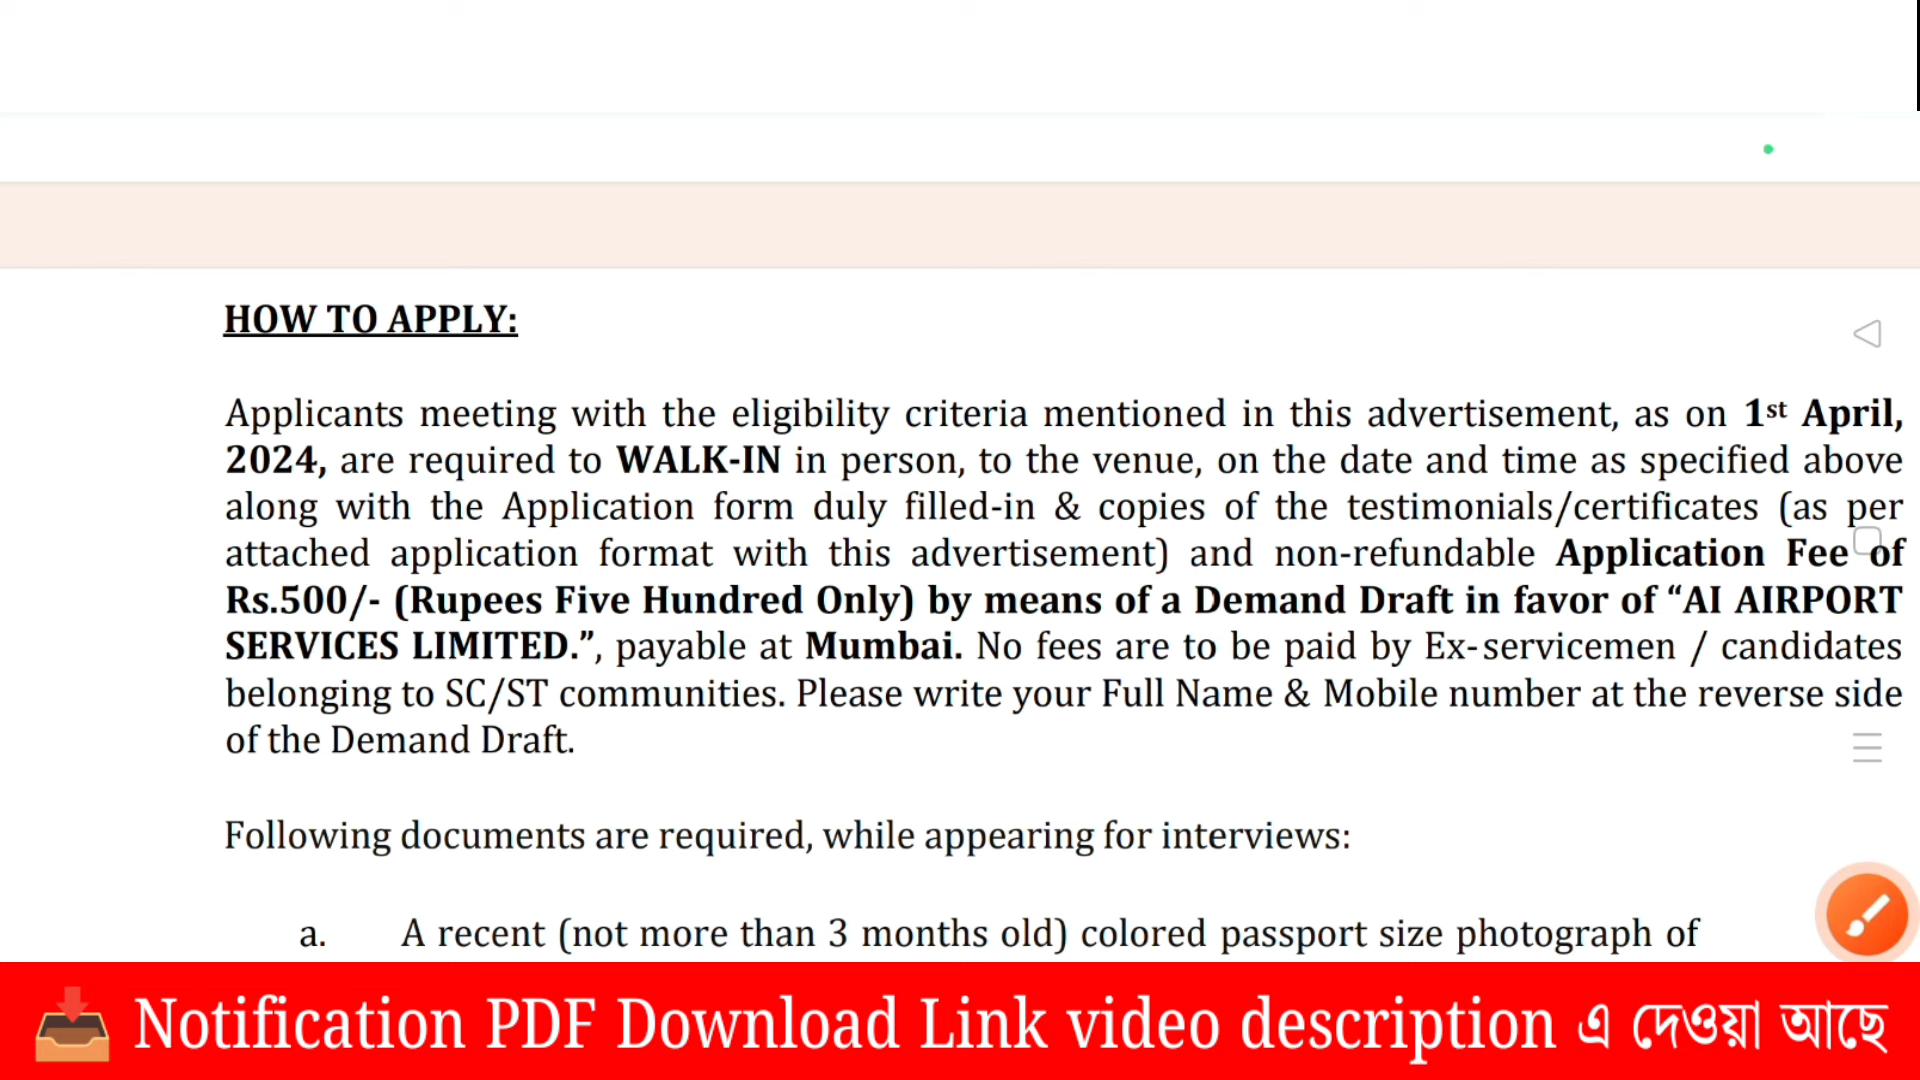 HOW TO APPLY:
Applicants meeting with the eligibility criteria mentioned in this advertisement, as on 1st April,
2024, are required to WALK-IN in person, to the venue, on the date and time as specified above
along with the Application form duly filled-in & copies of the testimonials/certificates (as per
attached application format with this advertisement) and non-refundable Application Fee of
Rs.500/- (Rupees Five Hundred Only) by means of a Demand Draft in favor of “AI AIRPORT
SERVICES LIMITED.”, payable at Mumbai. No fees are to be paid by Ex-servicemen / candidates
belonging to SC/ST communities. Please write your Full Name & Mobile number at the reverse side
of the Demand Draft.
Following documents are required, while appearing for interviews:
a. A recent (not more than 3 months old) colored passport size photograph of
Notification PDF Download Link video description এ দেওয়া আছে